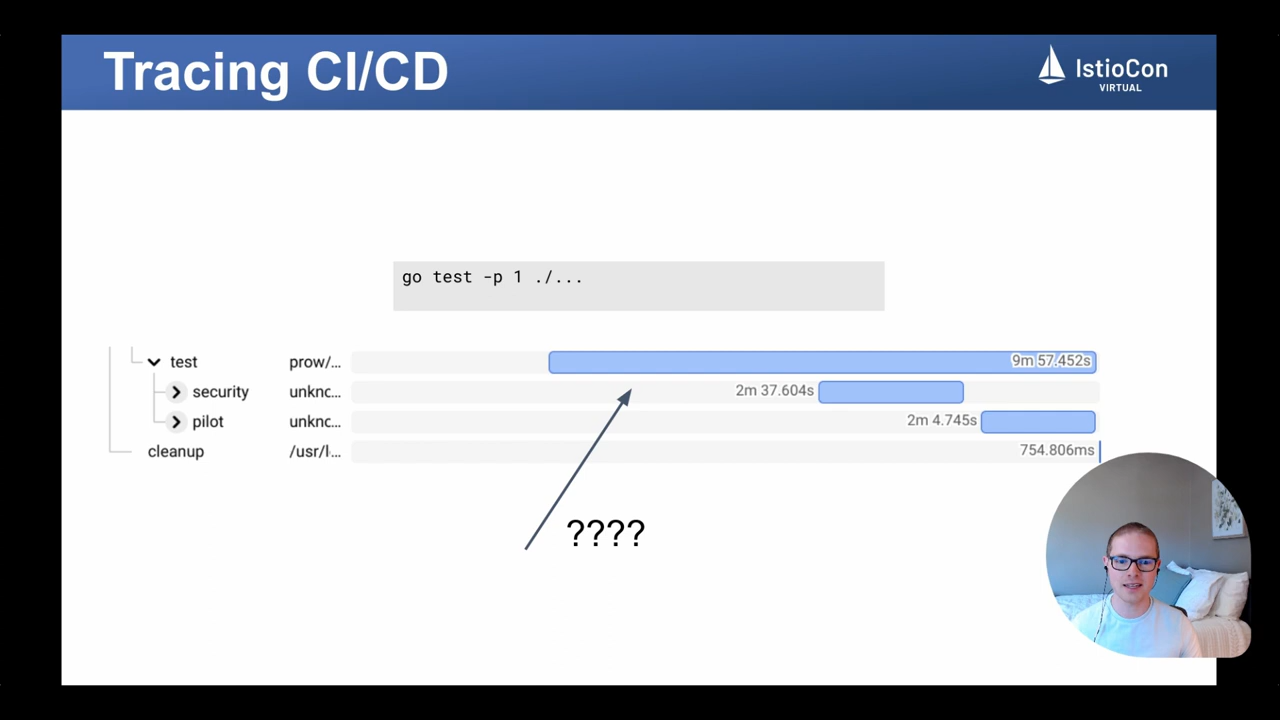 Tracing CI/CD
IstioCon
VIRTUAL
go test -p 1 ./...
test prow/... 9m 57.452s
security unknc... 2m 37.604s
pilot unknc... 2m 4.745s
cleanup /usr/l... 754.806ms
????